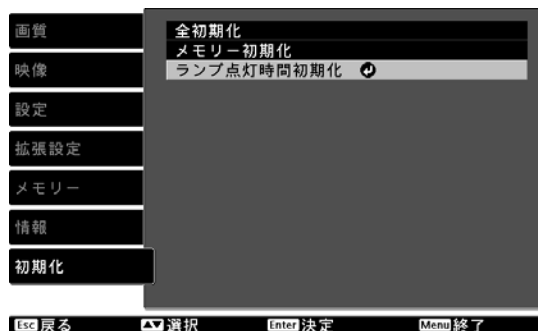 画質
映像
設定
拡張設定
メモリー
情報
初期化
全初期化
メモリー初期化
ランプ点灯時間初期化
Esc 戻る 選択 Enter 決定 Menu 終了